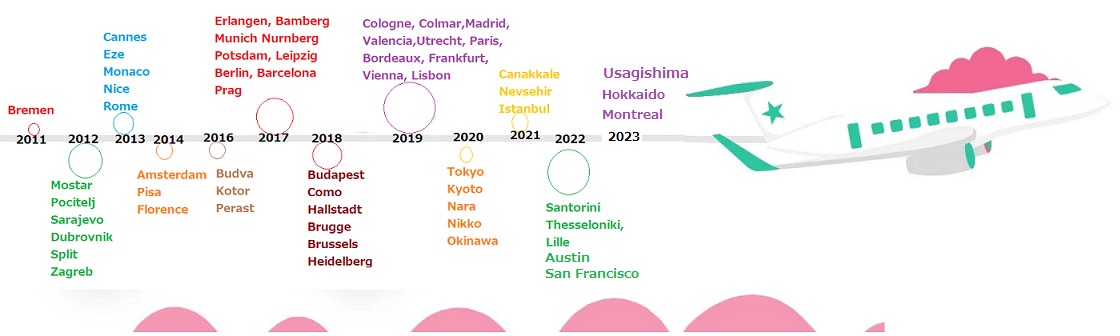 Bremen
2011
2012
Mostar
Pocitelj
Sarajevo
Dubrovnik
Split
Zagreb
Cannes
Eze
Monaco
Nice
Rome
2013
2014
Amsterdam
Pisa
Florence
2016
Budva
Kotor
Perast
Erlangen, Bamberg
Munich Nurnberg
Potsdam, Leipzig
Berlin, Barcelona
Prag
2017
2018
Budapest
Como
Hallstadt
Brugge
Brussels
Heidelberg
Cologne, Colmar,Madrid,
Valencia,Utrecht, Paris,
Bordeaux, Frankfurt,
Vienna, Lisbon
2019
2020
Tokyo
Kyoto
Nara
Nikko
Okinawa
Canakkale
Nevsehir
Istanbul
2021
2022
Santorini
Thesseloniki,
Lille
Austin
San Francisco
Usagishima
Hokkaido
Montreal
2023